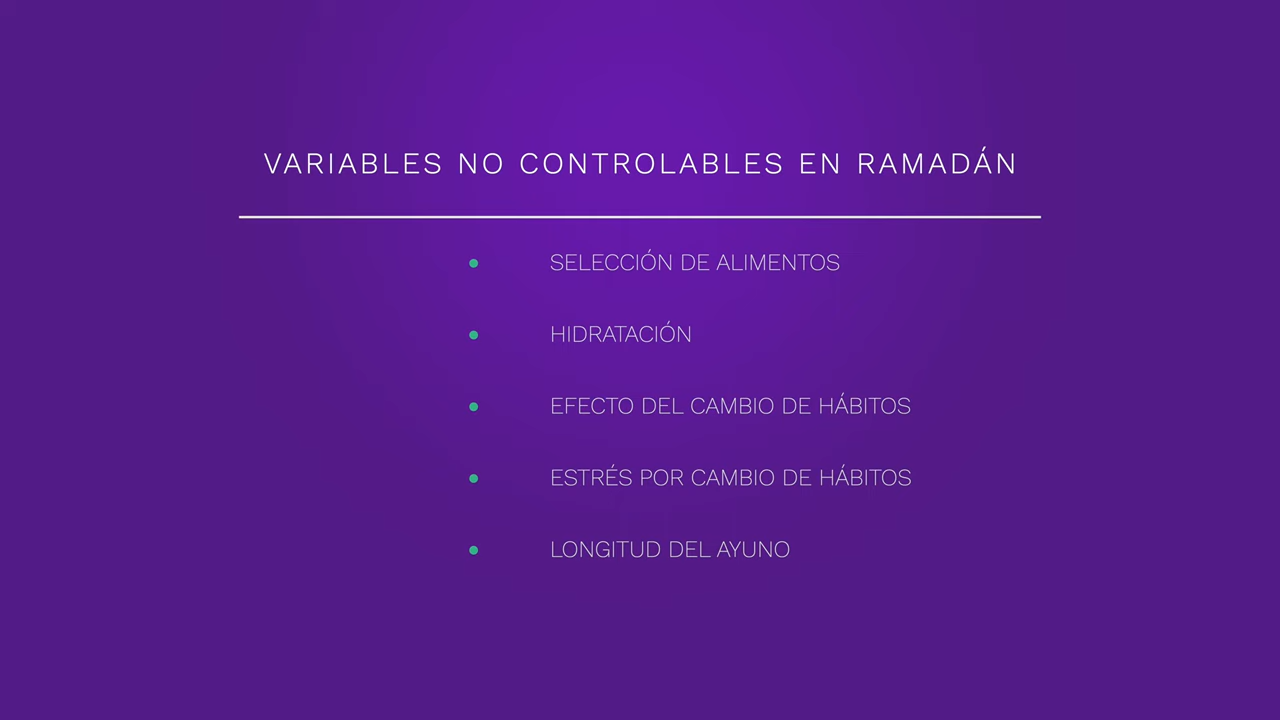 VARIABLES NO CONTROLABLES EN RAMADÁN
SELECCIÓN DE ALIMENTOS
HIDRATACIÓN
EFECTO DEL CAMBIO DE HÁBITOS
ESTRÉS POR CAMBIO DE HÁBITOS
LONGITUD DEL AYUNO